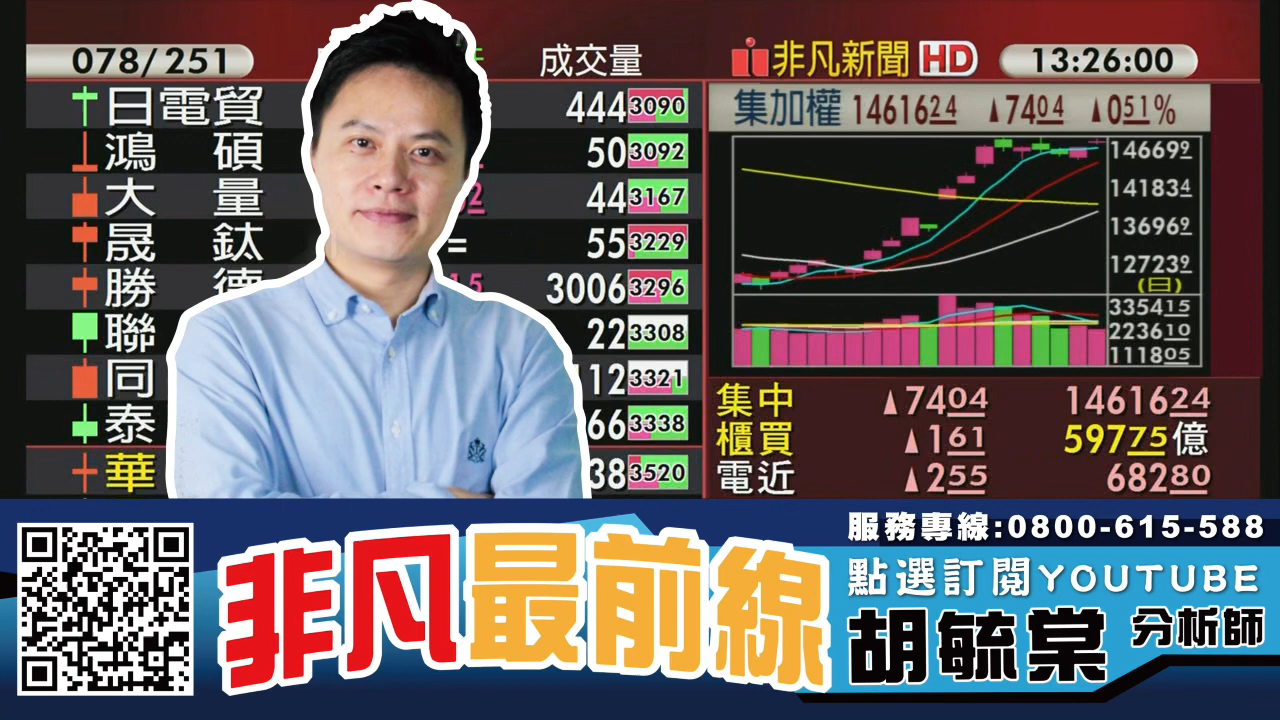 078/251
成交量
日電貿 444 3090
鴻碩 50 3092
大量 44 3167
晟鈦 = 55 3229
勝德 3006 3296
聯 22 3308
同 112 3321
泰 66 3338
華 38 3520
非凡新聞 HD 13:26:00
集加權 1461624 ▲7404 ▲051%
146699
141834
136969
127239
(日)
335415
223610
111805
集中 ▲7404 1461624
櫃買 ▲161 59775億
電近 ▲255 68280
非凡最前線
服務專線:0800-615-588
點選訂閱YOUTUBE
胡毓棠 分析師